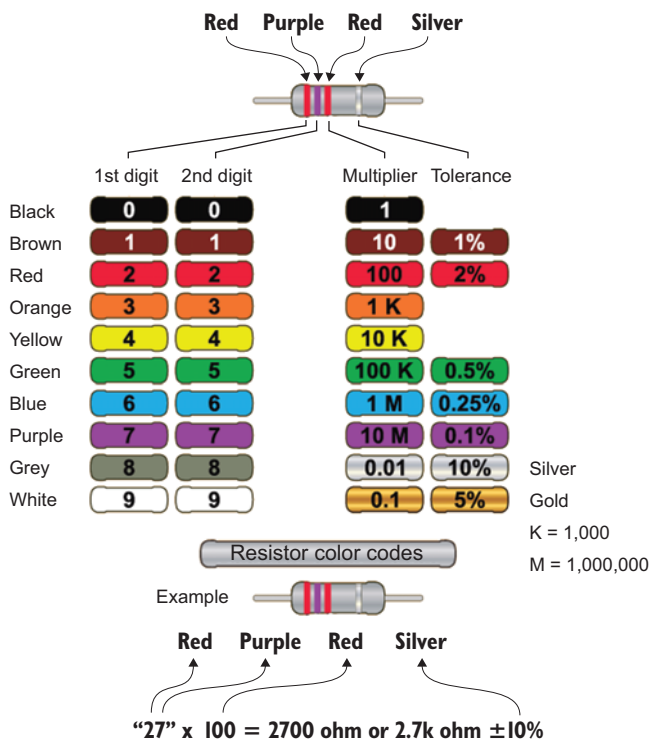 Red Purple Red Silver
1st digit 2nd digit Multiplier Tolerance
Black 0 0 1
Brown 1 1 10 1%
Red 2 2 100 2%
Orange 3 3 1 K
Yellow 4 4 10 K
Green 5 5 100 K 0.5%
Blue 6 6 1 M 0.25%
Purple 7 7 10 M 0.1%
Grey 8 8 0.01 10% Silver
White 9 9 0.1 5% Gold
K = 1,000
Resistor color codes
M = 1,000,000
Example
Red Purple Red Silver
“27” x 100 = 2700 ohm or 2.7k ohm ±10%